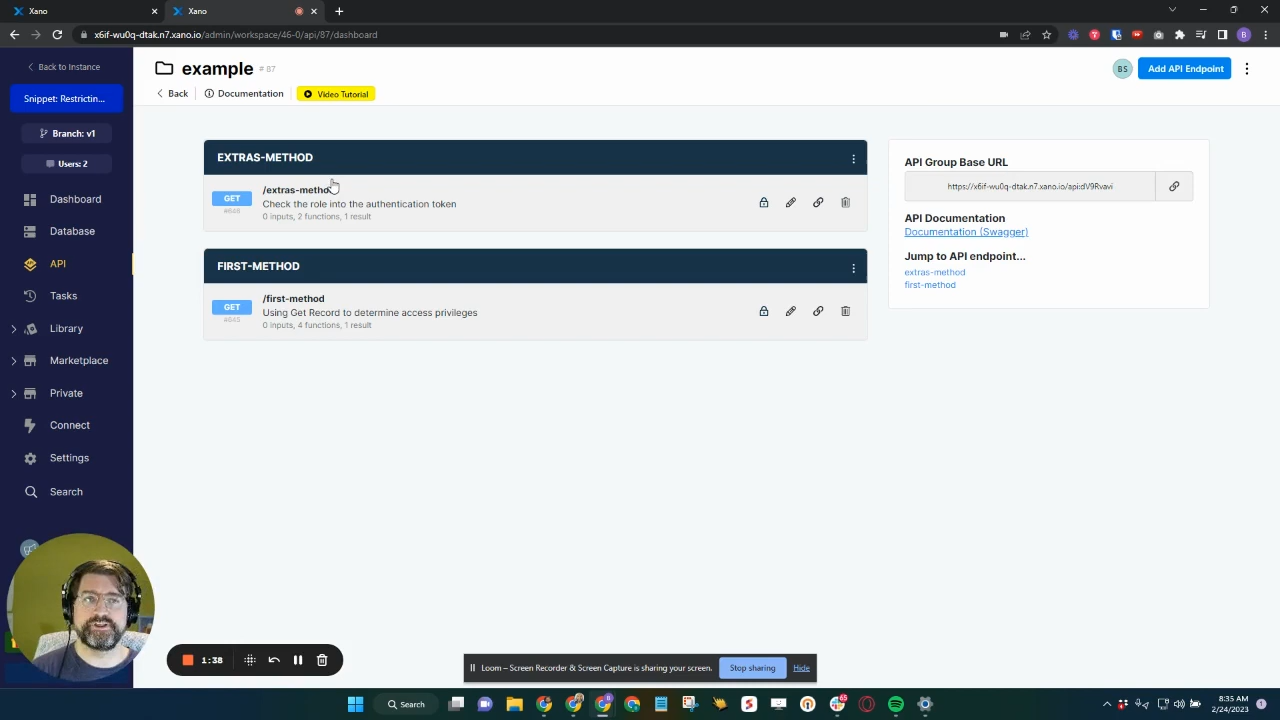 Xano
Xano
x6if-wu0q-dtak.n7.xano.io/admin/workspace/46-0/api/87/dashboard
B
Back to Instance
Snippet: Restrictin...
Branch: v1
Users: 2
Dashboard
Database
API
Tasks
Library
Marketplace
Private
Connect
Settings
Search
example #87
Back
Documentation
Video Tutorial
BS
Add API Endpoint
EXTRAS-METHOD
GET
/extras-method
Check the role into the authentication token
0 inputs, 2 functions, 1 result
FIRST-METHOD
GET
/first-method
Using Get Record to determine access privileges
0 inputs, 4 functions, 1 result
API Group Base URL
https://x6if-wu0q-dtak.n7.xano.io/api:dV9Rvavi
API Documentation
Documentation (Swagger)
Jump to API endpoint...
extras-method
first-method
1:38
Loom – Screen Recorder & Screen Capture is sharing your screen.
Stop sharing
Hide
Search
65
8:35 AM
2/24/2023